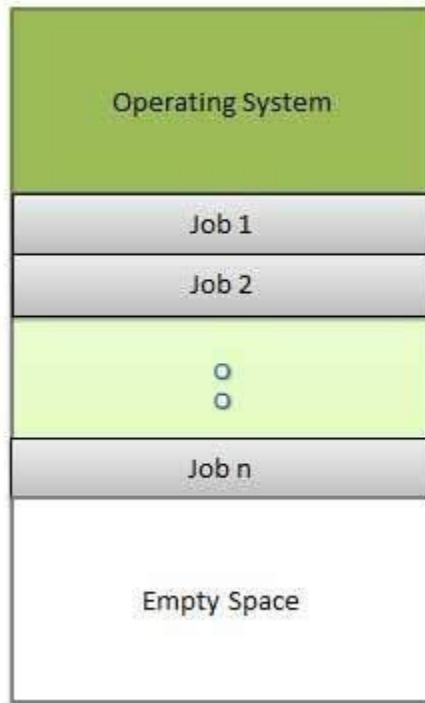 Operating System
Job 1
Job 2
o
o
Job n
Empty Space